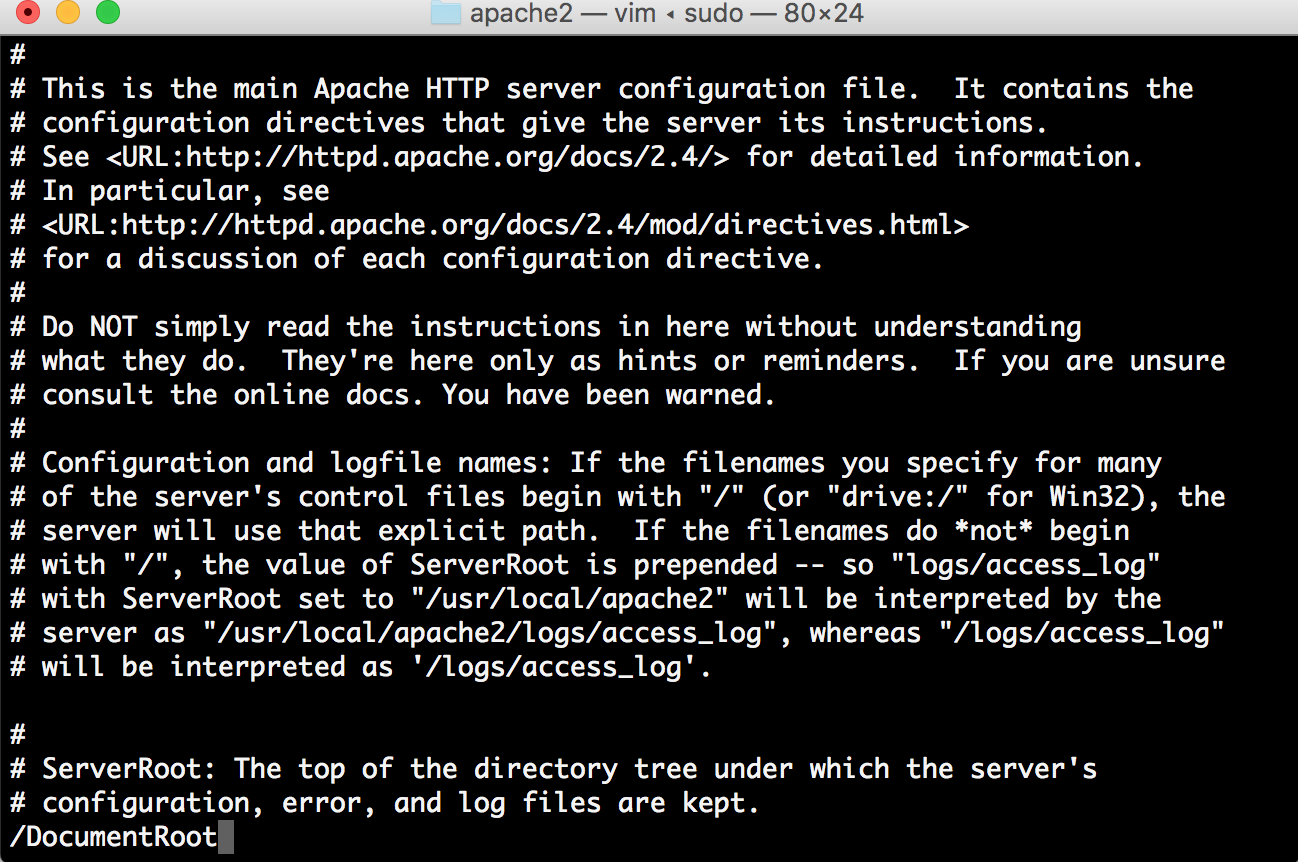 apache2 — vim ◂ sudo — 80×24
#
# This is the main Apache HTTP server configuration file.  It contains the
# configuration directives that give the server its instructions.
# See <URL:http://httpd.apache.org/docs/2.4/> for detailed information.
# In particular, see
# <URL:http://httpd.apache.org/docs/2.4/mod/directives.html>
# for a discussion of each configuration directive.
#
# Do NOT simply read the instructions in here without understanding
# what they do.  They're here only as hints or reminders.  If you are unsure
# consult the online docs. You have been warned.
#
# Configuration and logfile names: If the filenames you specify for many
# of the server's control files begin with "/" (or "drive:/" for Win32), the
# server will use that explicit path.  If the filenames do *not* begin
# with "/", the value of ServerRoot is prepended -- so "logs/access_log"
# with ServerRoot set to "/usr/local/apache2" will be interpreted by the
# server as "/usr/local/apache2/logs/access_log", whereas "/logs/access_log"
# will be interpreted as '/logs/access_log'.

#
# ServerRoot: The top of the directory tree under which the server's
# configuration, error, and log files are kept.
/DocumentRoot